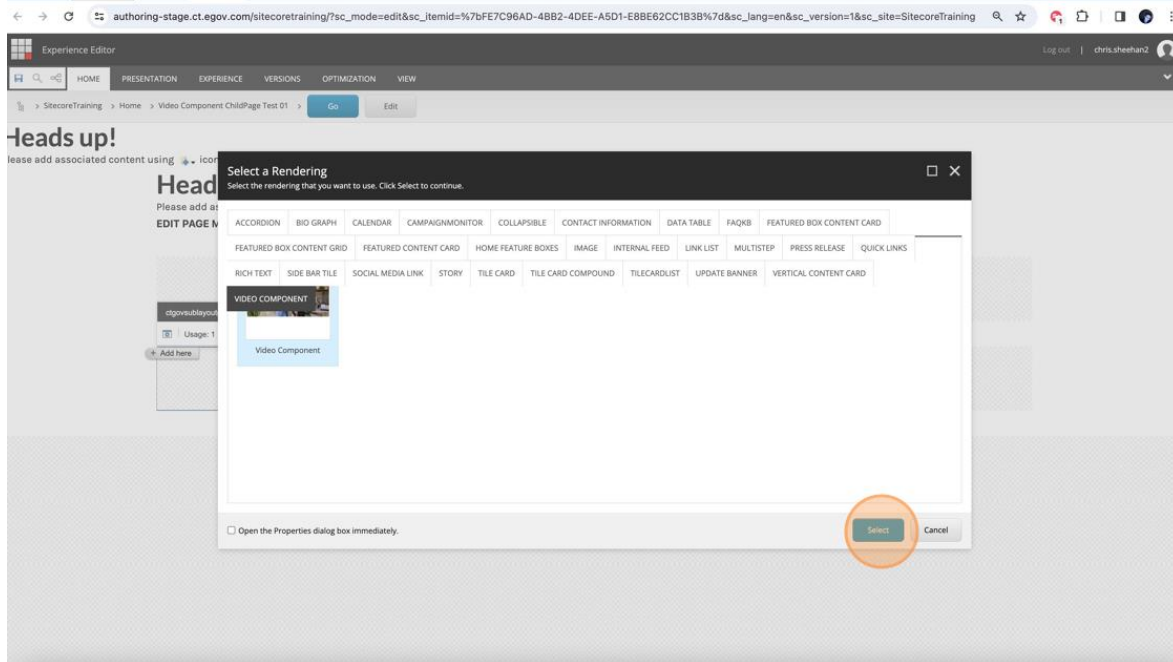 authoring-stage.ct.egov.com/sitecoretraining/?sc_mode=edit&sc_itemid=%7bFE7C96AD-4BB2-4DEE-A5D1-E8BE62CC1B3B%7d&sc_lang=en&sc_version=1&sc_site=SitecoreTraining
Experience Editor Log out | chris.sheehan2
HOME PRESENTATION EXPERIENCE VERSIONS OPTIMIZATION VIEW
> SitecoreTraining > Home > Video Component ChildPage Test 01 > Go Edit
Heads up!
lease add associated content using icon
Head
Please add as
EDIT PAGE M
Select a Rendering
Select the rendering that you want to use. Click Select to continue.
ACCORDION BIO GRAPH CALENDAR CAMPAIGNMONITOR COLLAPSIBLE CONTACT INFORMATION DATA TABLE FAQKB FEATURED BOX CONTENT CARD
FEATURED BOX CONTENT GRID FEATURED CONTENT CARD HOME FEATURE BOXES IMAGE INTERNAL FEED LINK LIST MULTISTEP PRESS RELEASE QUICK LINKS
RICH TEXT SIDE BAR TILE SOCIAL MEDIA LINK STORY TILE CARD TILE CARD COMPOUND TILECARDLIST UPDATE BANNER VERTICAL CONTENT CARD
VIDEO COMPONENT
Video Component
ctgovsublayout
Usage: 1
+ Add here
Open the Properties dialog box immediately.
Select Cancel